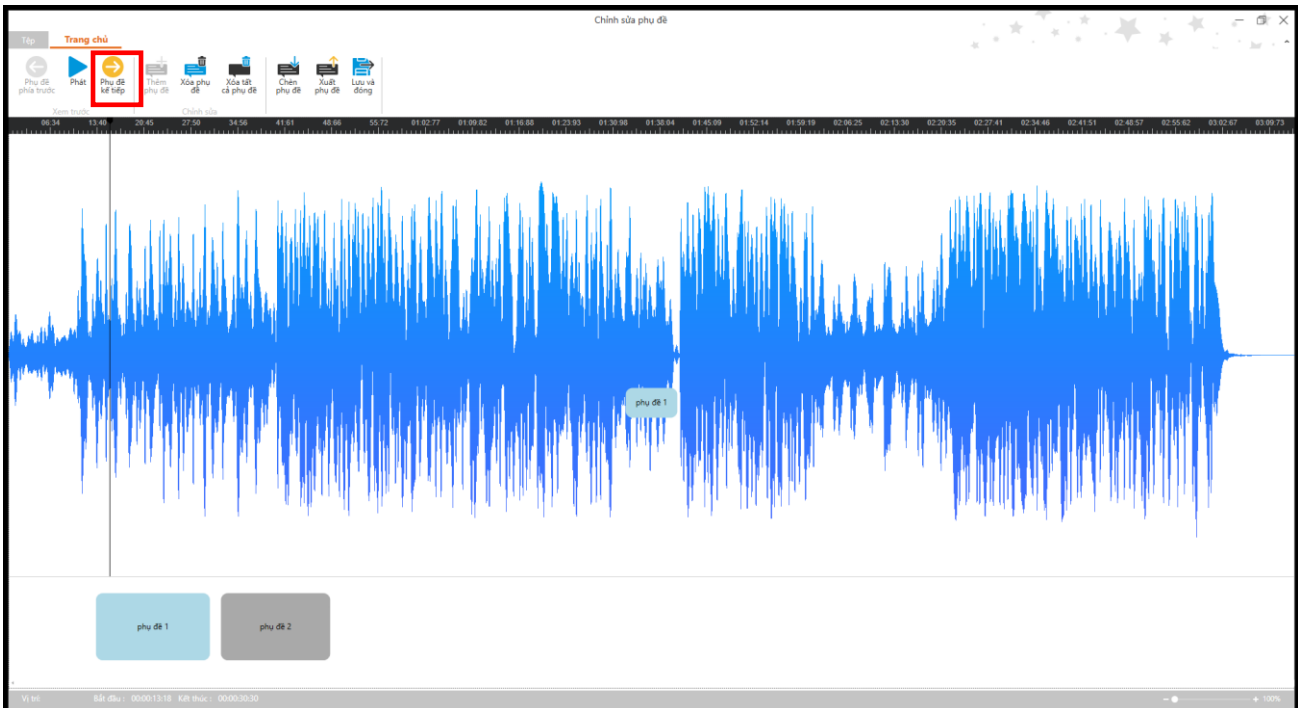 Chỉnh sửa phụ đề
Tệp Trang chủ
Phụ đề phía trước
Phát
Phụ đề kế tiếp
Thêm phụ đề
Xóa phụ đề
Xóa tất cả phụ đề
Chèn phụ đề
Xuất phụ đề
Lưu và đóng
Xem trước Chỉnh sửa
06:34 13:40 20:45 27:50 34:56 41:61 48:66 55:72 01:02:77 01:09:82 01:16:88 01:23:93 01:30:98 01:38:04 01:45:09 01:52:14 01:59:19 02:06:25 02:13:30 02:20:35 02:27:41 02:34:46 02:41:51 02:48:57 02:55:62 03:02:67 03:09:73
phụ đề 1
phụ đề 1 phụ đề 2
Vị trí: Bắt đầu : 00:00:13:18 Kết thúc : 00:00:30:30 100%